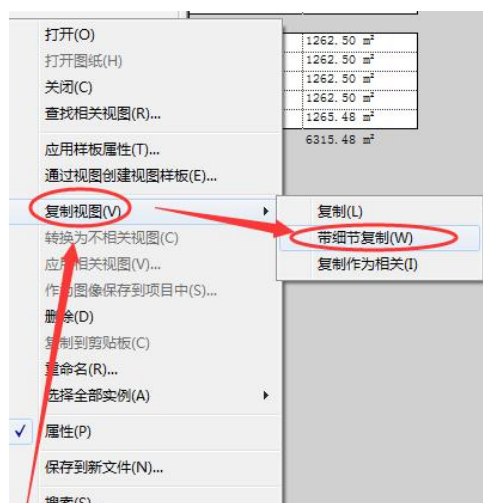 打开(O)
打开图纸(H)
关闭(C)
查找相关视图(R)...
应用样板属性(T)...
通过视图创建视图样板(E)...
复制视图(V)
转换为不相关视图(C)
应用相关视图(V)...
作为图像保存到项目中(S)...
删除(D)
复制到剪贴板(C)
重命名(R)...
选择全部实例(A)
属性(P)
保存到新文件(N)...
搜索(S)
复制(L)
带细节复制(W)
复制作为相关(I)
1262.50 m²
1262.50 m²
1262.50 m²
1262.50 m²
1265.48 m²
6315.48 m²